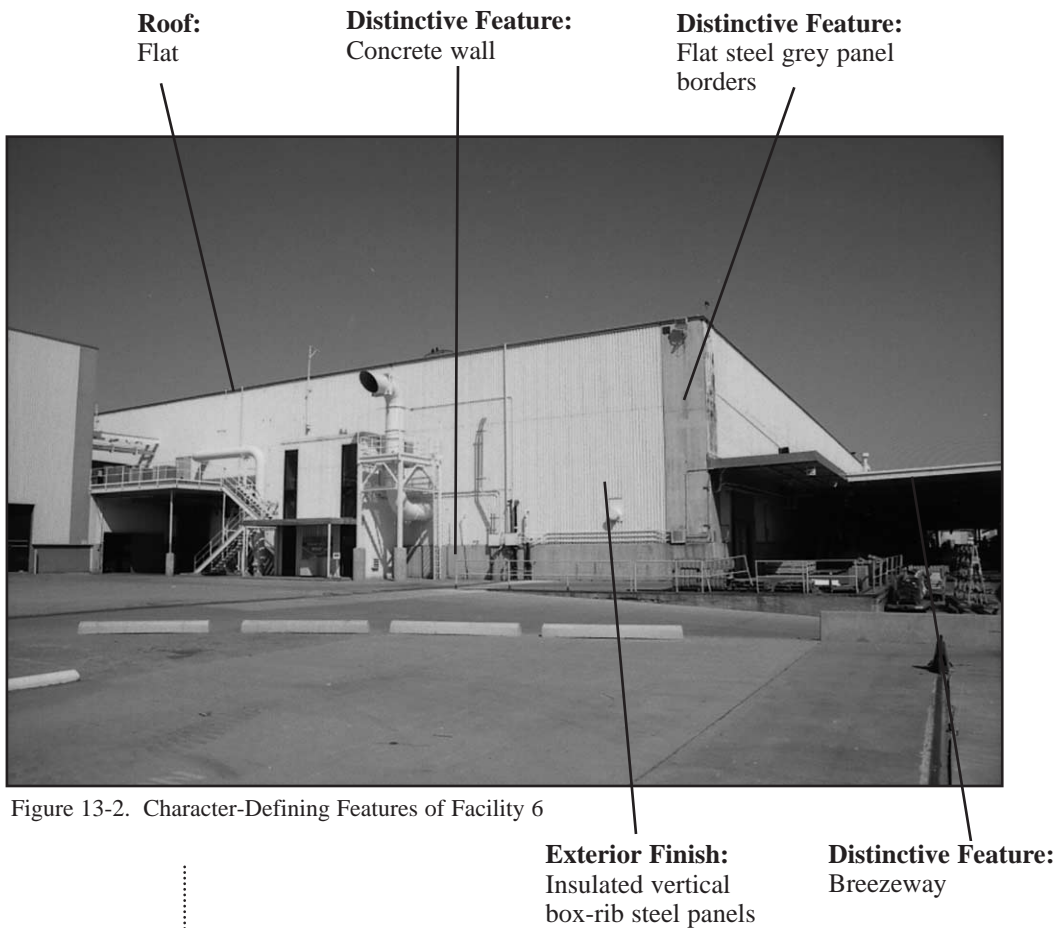 Roof:
Flat
Distinctive Feature:
Concrete wall
Distinctive Feature:
Flat steel grey panel
borders
Figure 13-2. Character-Defining Features of Facility 6
Exterior Finish:
Insulated vertical
box-rib steel panels
Distinctive Feature:
Breezeway